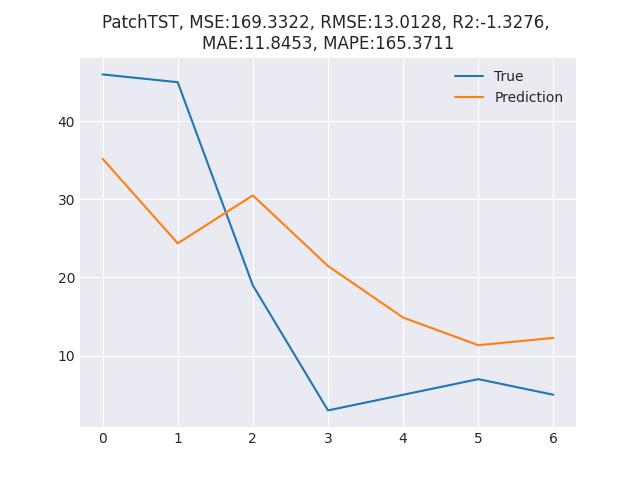 PatchTST, MSE:169.3322, RMSE:13.0128, R2:-1.3276,
MAE:11.8453, MAPE:165.3711
True
Prediction
40
30
20
10
0 1 2 3 4 5 6